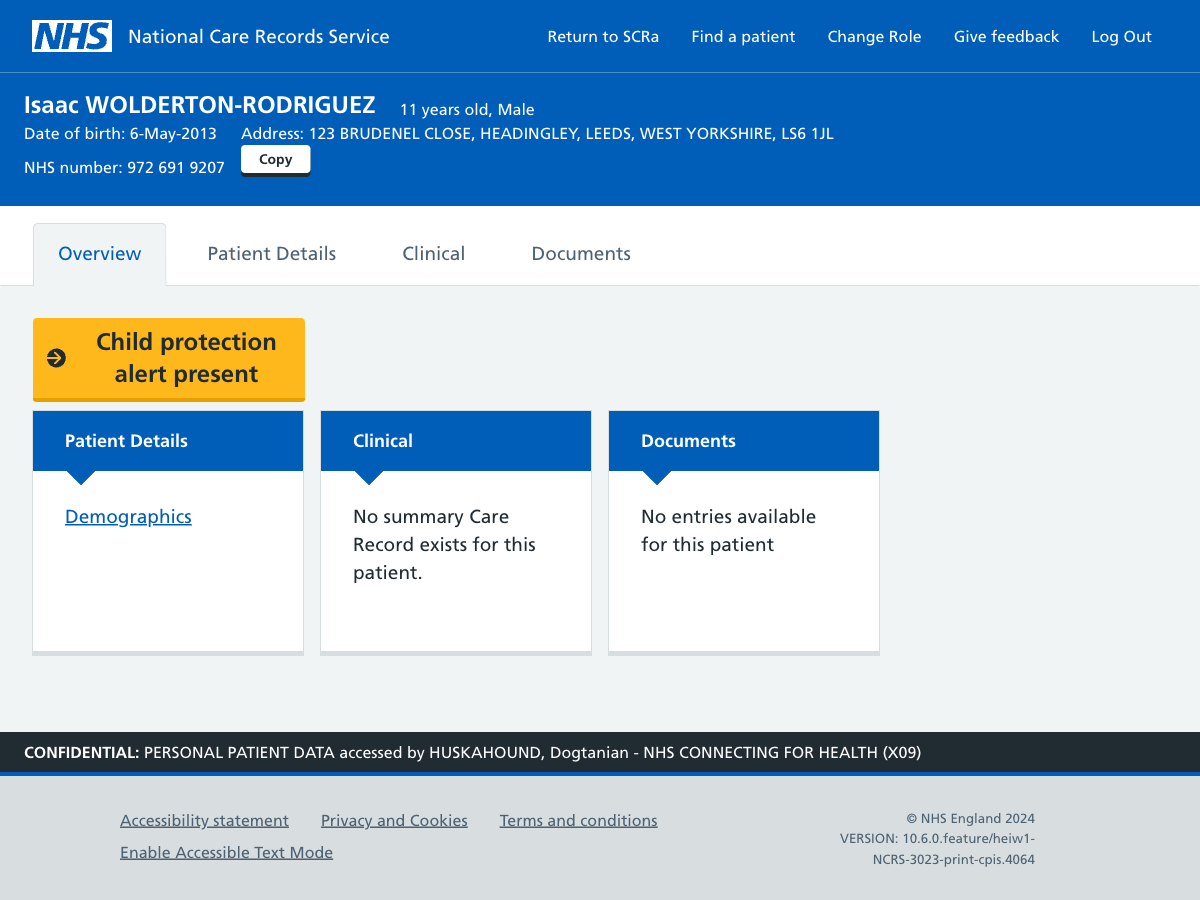 NHS National Care Records Service Return to SCRa Find a patient Change Role Give feedback Log Out
Isaac WOLDERTON-RODRIGUEZ 11 years old, Male
Date of birth: 6-May-2013 Address: 123 BRUDENEL CLOSE, HEADINGLEY, LEEDS, WEST YORKSHIRE, LS6 1JL
NHS number: 972 691 9207 Copy
Overview Patient Details Clinical Documents
Child protection
alert present
Patient Details
Demographics
Clinical
No summary Care
Record exists for this
patient.
Documents
No entries available
for this patient
CONFIDENTIAL: PERSONAL PATIENT DATA accessed by HUSKAHOUND, Dogtanian - NHS CONNECTING FOR HEALTH (X09)
Accessibility statement Privacy and Cookies Terms and conditions
Enable Accessible Text Mode
© NHS England 2024
VERSION: 10.6.0.feature/heiw1-
NCRS-3023-print-cpis.4064